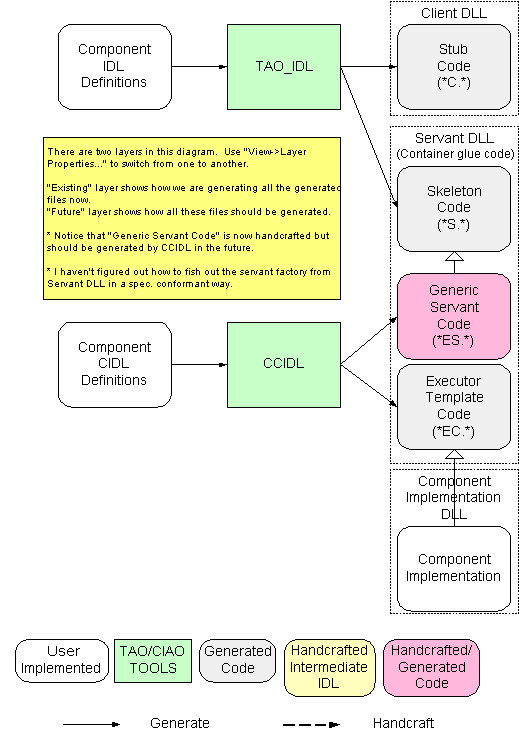 Client DLL
Component
IDL
Definitions
TAO_IDL
Stub
Code
(*C.*)
Servant DLL
(Container glue code)
There are two layers in this diagram.  Use "View->Layer
Properties..." to switch from one to another.
"Existing" layer shows how we are generating all the generated
files now.
"Future" layer shows how all these files should be generated.
* Notice that "Generic Servant Code" is now handcrafted but
should be generated by CCIDL in the future.
* I haven't figured out how to fish out the servant factory from
Servant DLL in a spec. conformant way.
Skeleton
Code
(*S.*)
Generic
Servant
Code
(*ES.*)
Component
CIDL
Definitions
CCIDL
Executor
Template
Code
(*EC.*)
Component
Implementation
DLL
Component
Implementation
User
Implemented
TAO/CIAO
TOOLS
Generated
Code
Handcrafted
Intermediate
IDL
Handcrafted/
Generated
Code
Generate
Handcraft